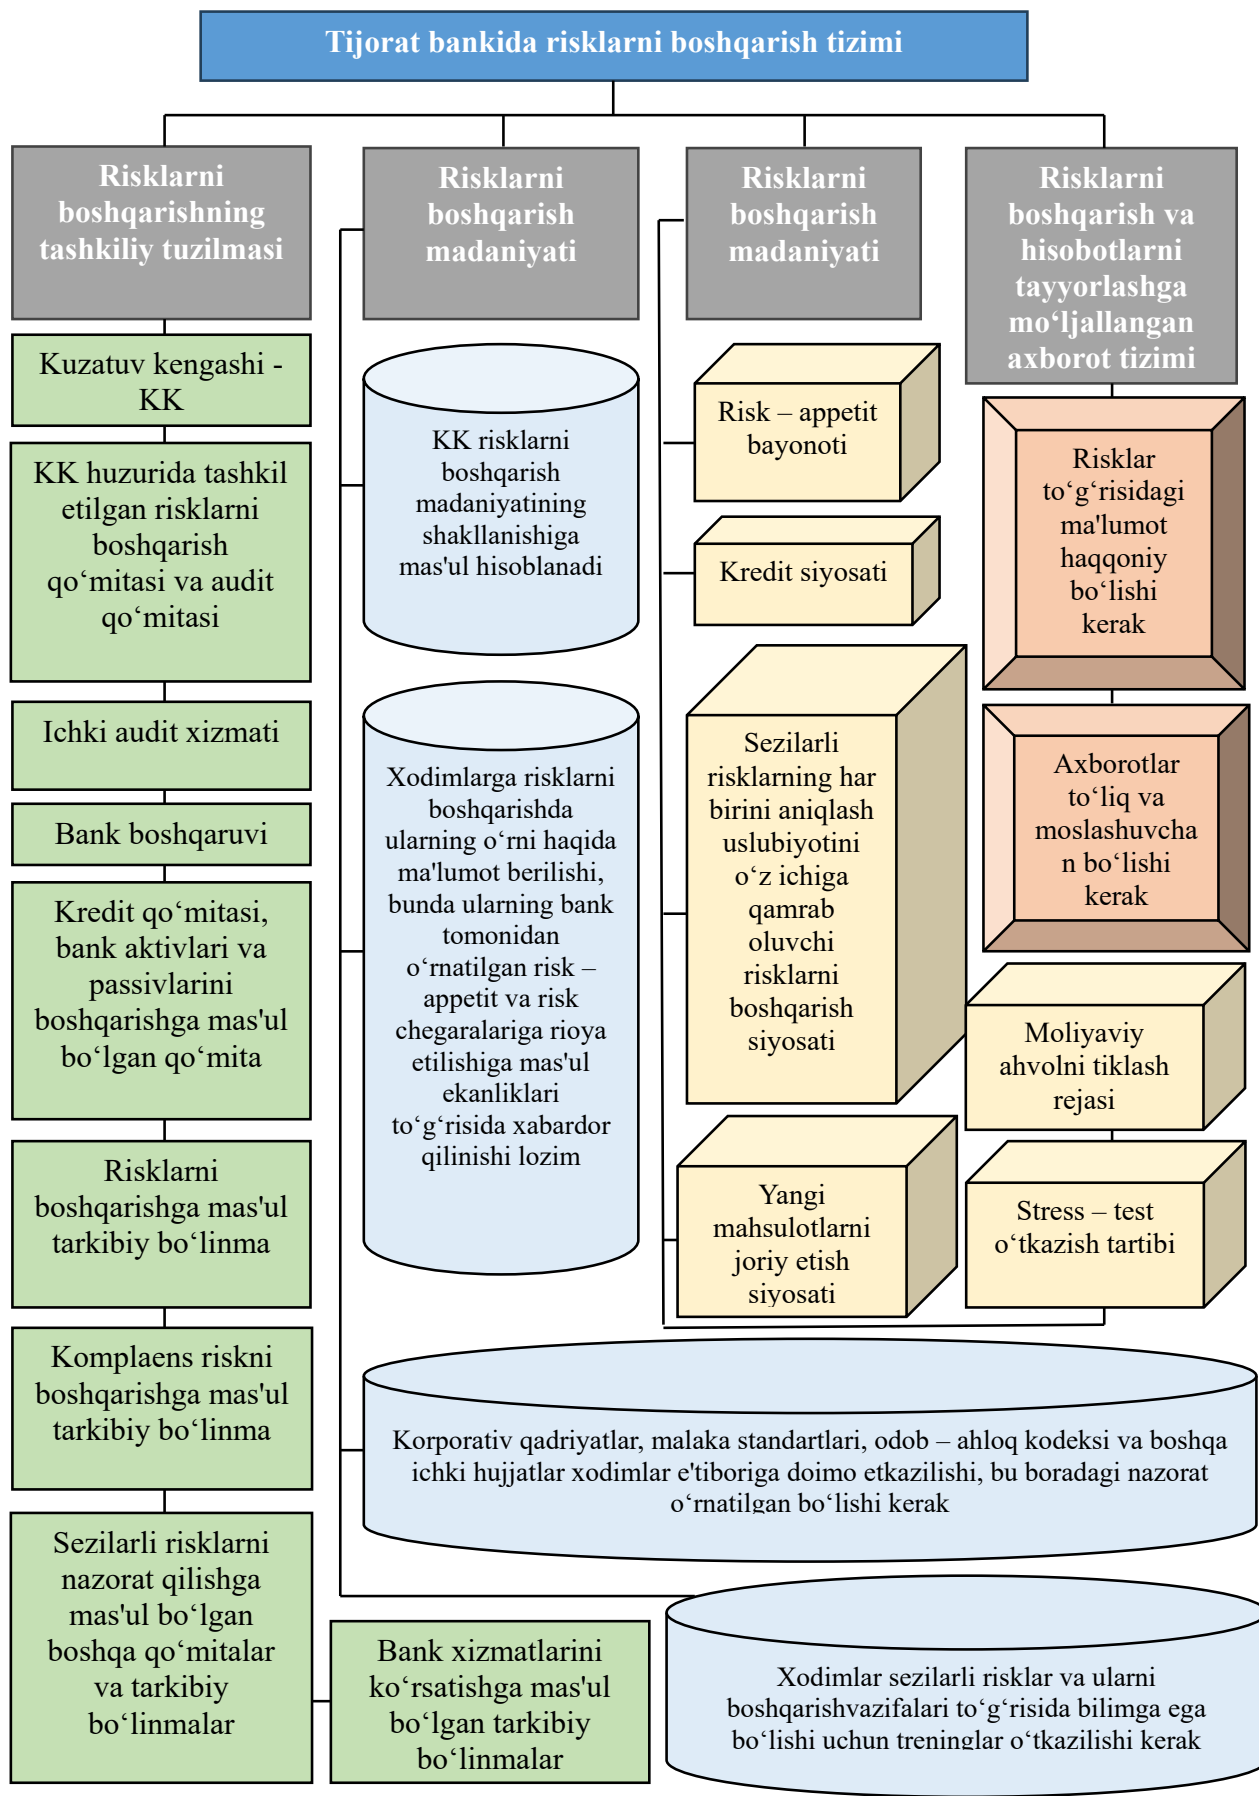 Tijorat bankida risklarni boshqarish tizimi
Risklarni
boshqarishning
tashkiliy tuzilmasi
Kuzatuv kengashi -
KK
KK huzurida tashkil
etilgan risklarni
boshqarish
qo‘mitasi va audit
qo‘mitasi
Ichki audit xizmati
Bank boshqaruvi
Kredit qo‘mitasi,
bank aktivlari va
passivlarini
boshqarishga mas'ul
bo‘lgan qo‘mita
Risklarni
boshqarishga mas'ul
tarkibiy bo‘linma
Komplaens riskni
boshqarishga mas'ul
tarkibiy bo‘linma
Sezilarli risklarni
nazorat qilishga
mas'ul bo‘lgan
boshqa qo‘mitalar
va tarkibiy
bo‘linmalar
Bank xizmatlarini
ko‘rsatishga mas'ul
bo‘lgan tarkibiy
bo‘linmalar
Risklarni
boshqarish
madaniyati
KK risklarni
boshqarish
madaniyatining
shakllanishiga
mas'ul hisoblanadi
Xodimlarga risklarni
boshqarishda
ularning o‘rni haqida
ma'lumot berilishi,
bunda ularning bank
tomonidan
o‘rnatilgan risk –
appetit va risk
chegaralariga rioya
etilishiga mas'ul
ekanliklari
to‘g‘risida xabardor
qilinishi lozim
Korporativ qadriyatlar, malaka standartlari, odob – ahloq kodeksi va boshqa
ichki hujjatlar xodimlar e'tiboriga doimo etkazilishi, bu boradagi nazorat
o‘rnatilgan bo‘lishi kerak
Xodimlar sezilarli risklar va ularni
boshqarishvazifalari to‘g‘risida bilimga ega
bo‘lishi uchun treninglar o‘tkazilishi kerak
Risklarni
boshqarish
madaniyati
Risk – appetit
bayonoti
Kredit siyosati
Sezilarli
risklarning har
birini aniqlash
uslubiyotini
o‘z ichiga
qamrab
oluvchi
risklarni
boshqarish
siyosati
Yangi
mahsulotlarni
joriy etish
siyosati
Moliyaviy
ahvolni tiklash
rejasi
Stress – test
o‘tkazish tartibi
Risklarni
boshqarish va
hisobotlarni
tayyorlashga
mo‘ljallangan
axborot tizimi
Risklar
to‘g‘risidagi
ma'lumot
haqqoniy
bo‘lishi
kerak
Axborotlar
to‘liq va
moslashuvcha
n bo‘lishi
kerak